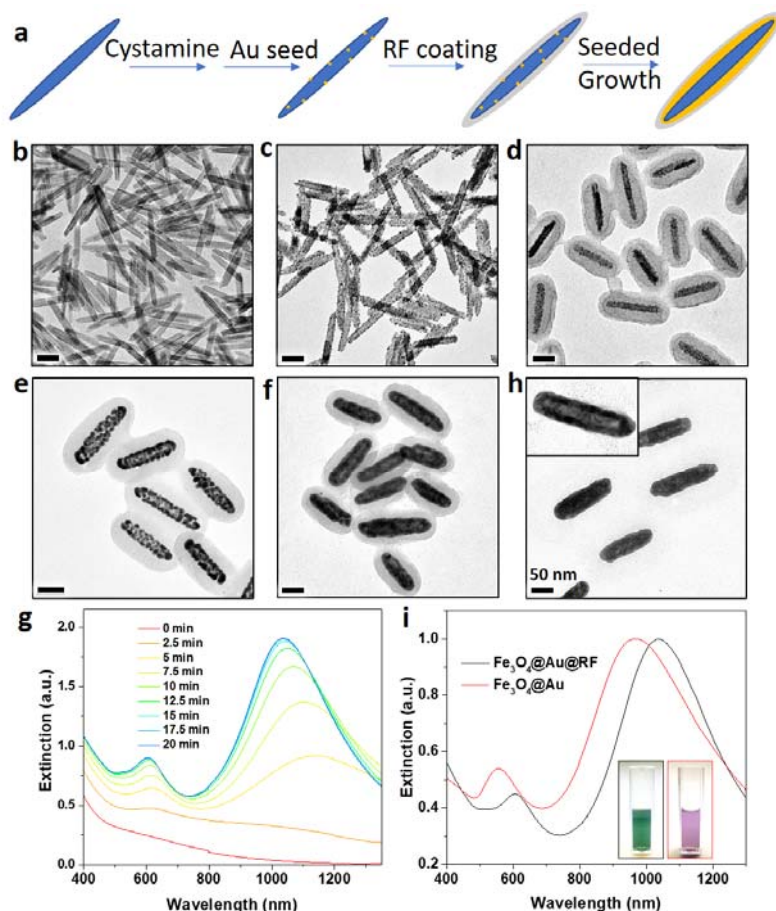 a
Cystamine Au seed RF coating Seeded Growth
b c d
e f h
50 nm
g
2.0
1.5
1.0
0.5
0.0
Extinction (a.u.)
0 min
2.5 min
5 min
7.5 min
10 min
12.5 min
15 min
17.5 min
20 min
400 600 800 1000 1200
Wavelength (nm)
i
1.0
0.8
0.6
0.4
0.2
Extinction (a.u.)
Fe₃O₄@Au@RF
Fe₃O₄@Au
400 600 800 1000 1200
Wavelength (nm)